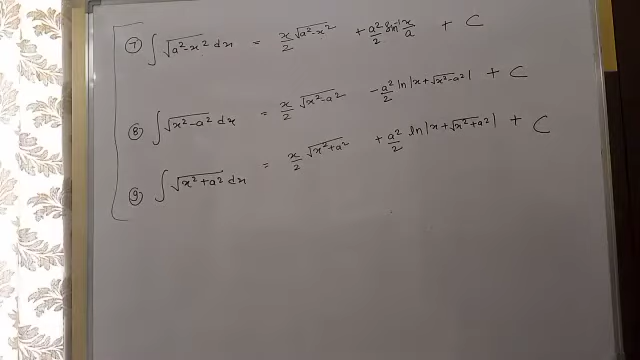 ⑦ ∫ √(a²-x²) dx = x/2 √(a²-x²) + a²/2 sin⁻¹ x/a + C
⑧ ∫ √(x²-a²) dx = x/2 √(x²-a²) - a²/2 ln|x+√(x²-a²)| + C
⑨ ∫ √(x²+a²) dx = x/2 √(x²+a²) + a²/2 ln|x+√(x²+a²)| + C